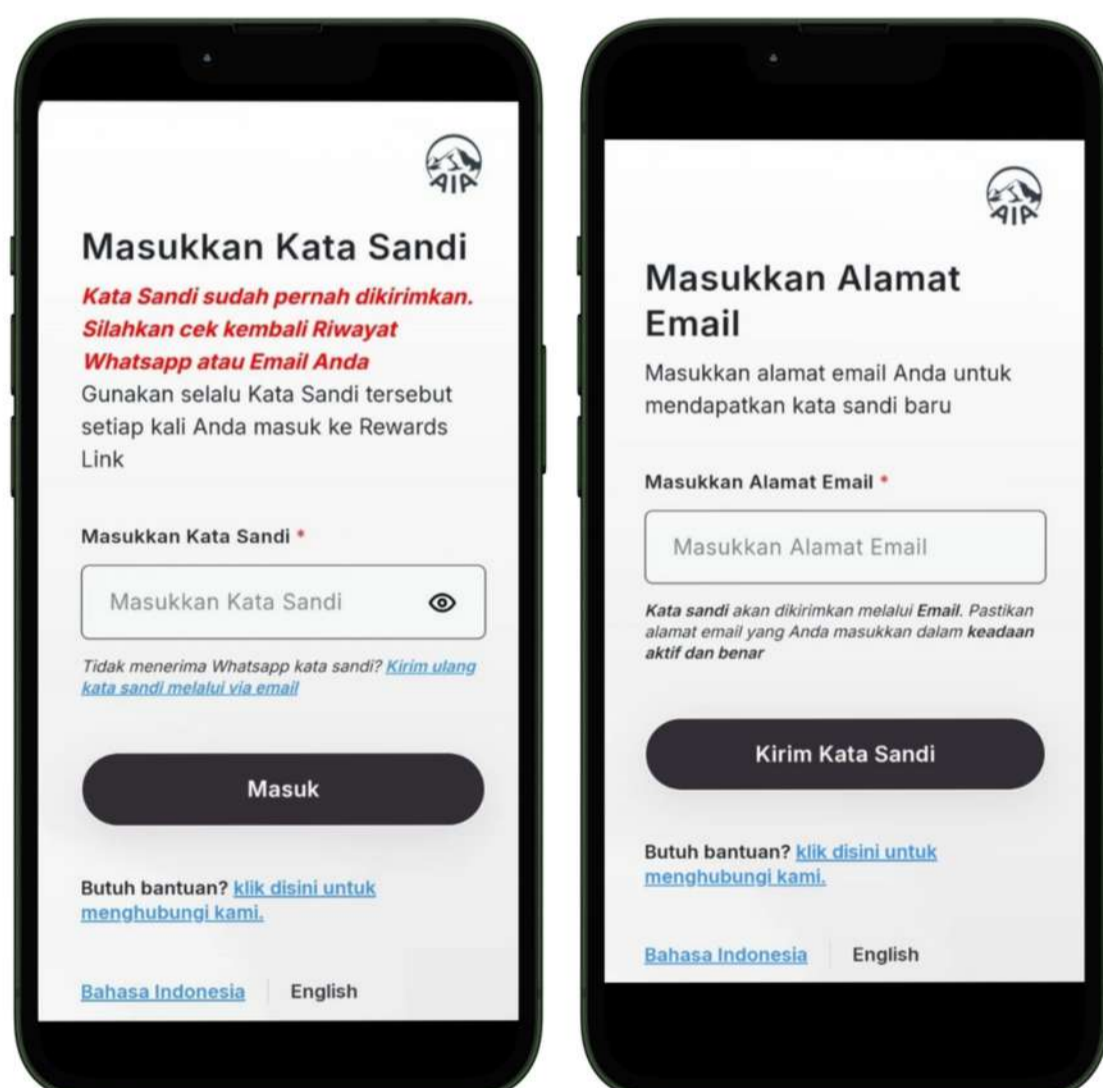 AIA
Masukkan Kata Sandi
Kata Sandi sudah pernah dikirimkan.
Silahkan cek kembali Riwayat
Whatsapp atau Email Anda
Gunakan selalu Kata Sandi tersebut
setiap kali Anda masuk ke Rewards
Link
Masukkan Kata Sandi *
Masukkan Kata Sandi
Tidak menerima Whatsapp kata sandi? Kirim ulang
kata sandi melalui via email
Masuk
Butuh bantuan? klik disini untuk
menghubungi kami.
Bahasa Indonesia English
AIA
Masukkan Alamat
Email
Masukkan alamat email Anda untuk
mendapatkan kata sandi baru
Masukkan Alamat Email *
Masukkan Alamat Email
Kata sandi akan dikirimkan melalui Email. Pastikan
alamat email yang Anda masukkan dalam keadaan
aktif dan benar
Kirim Kata Sandi
Butuh bantuan? klik disini untuk
menghubungi kami.
Bahasa Indonesia English